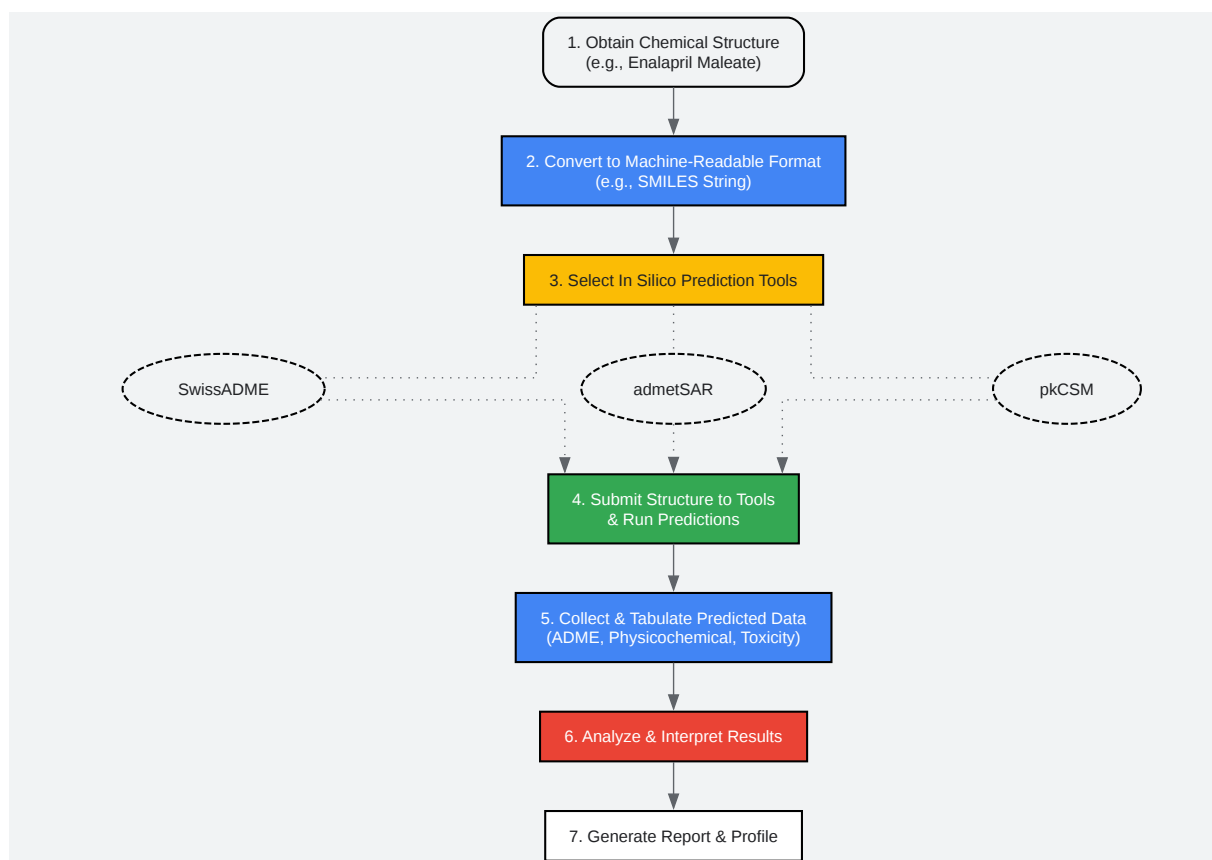 1. Obtain Chemical Structure
(e.g., Enalapril Maleate)
2. Convert to Machine-Readable Format
(e.g., SMILES String)
3. Select In Silico Prediction Tools
SwissADME
admetSAR
pkCSM
4. Submit Structure to Tools
& Run Predictions
5. Collect & Tabulate Predicted Data
(ADME, Physicochemical, Toxicity)
6. Analyze & Interpret Results
7. Generate Report & Profile